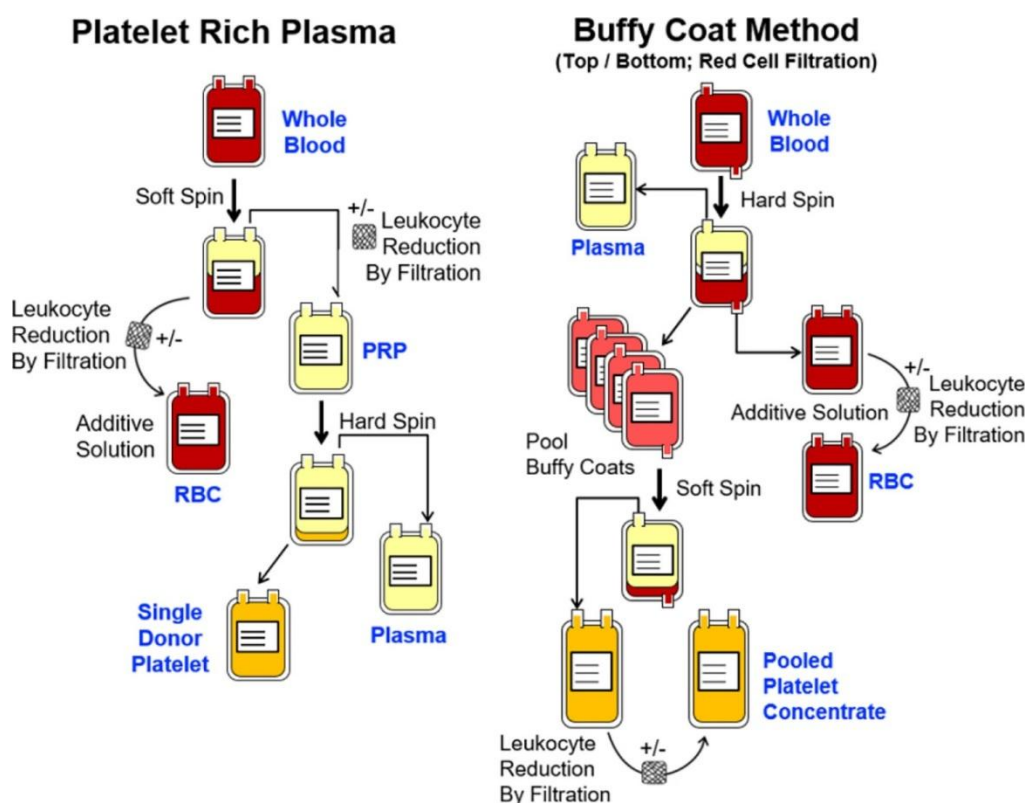 Platelet Rich Plasma
Whole
Blood
Soft Spin
+/-
Leukocyte
Reduction
By Filtration
Leukocyte
Reduction
By Filtration
+/-
PRP
Additive
Solution
RBC
Hard Spin
Single
Donor
Platelet
Plasma
Buffy Coat Method
(Top / Bottom; Red Cell Filtration)
Whole
Blood
Hard Spin
Plasma
Additive Solution
+/-
Leukocyte
Reduction
By Filtration
RBC
Pool
Buffy Coats
Soft Spin
Pooled
Platelet
Concentrate
Leukocyte
Reduction
By Filtration
+/-